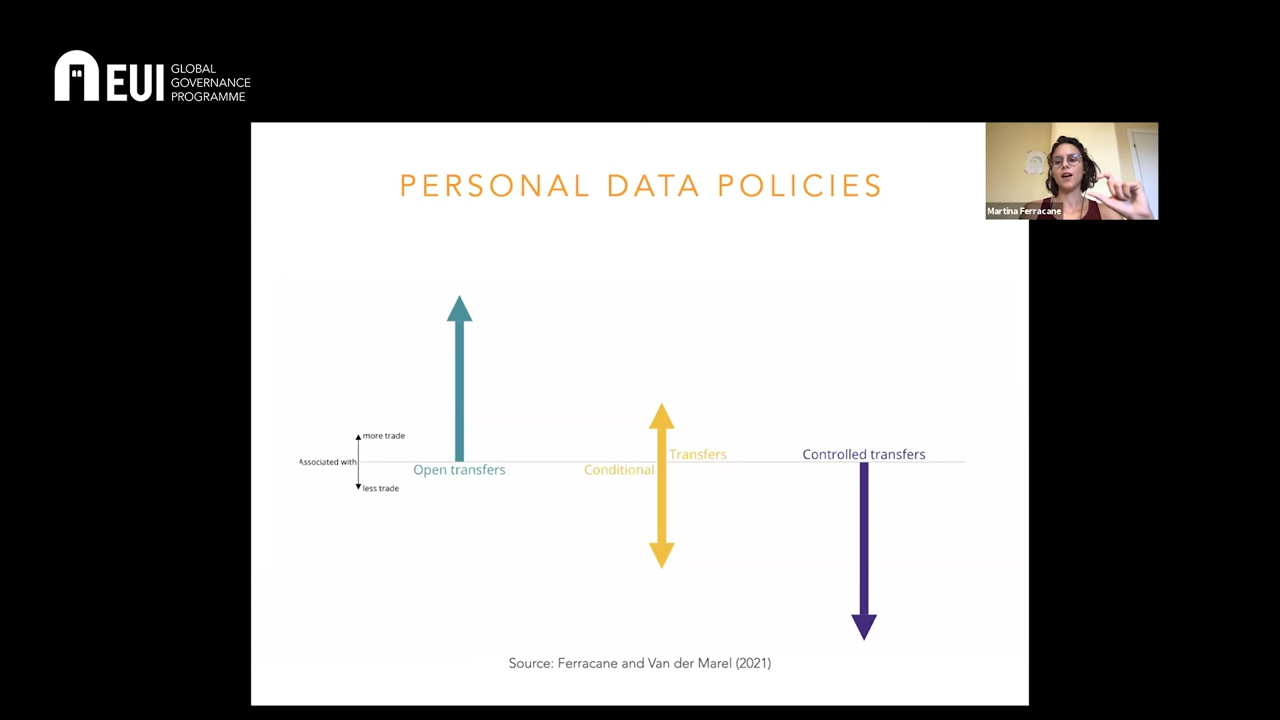 EUI
GLOBAL
GOVERNANCE
PROGRAMME
PERSONAL DATA POLICIES
Martina Ferracane
more trade
Associated with
less trade
Open transfers
Conditional
Transfers
Controlled transfers
Source: Ferracane and Van der Marel (2021)